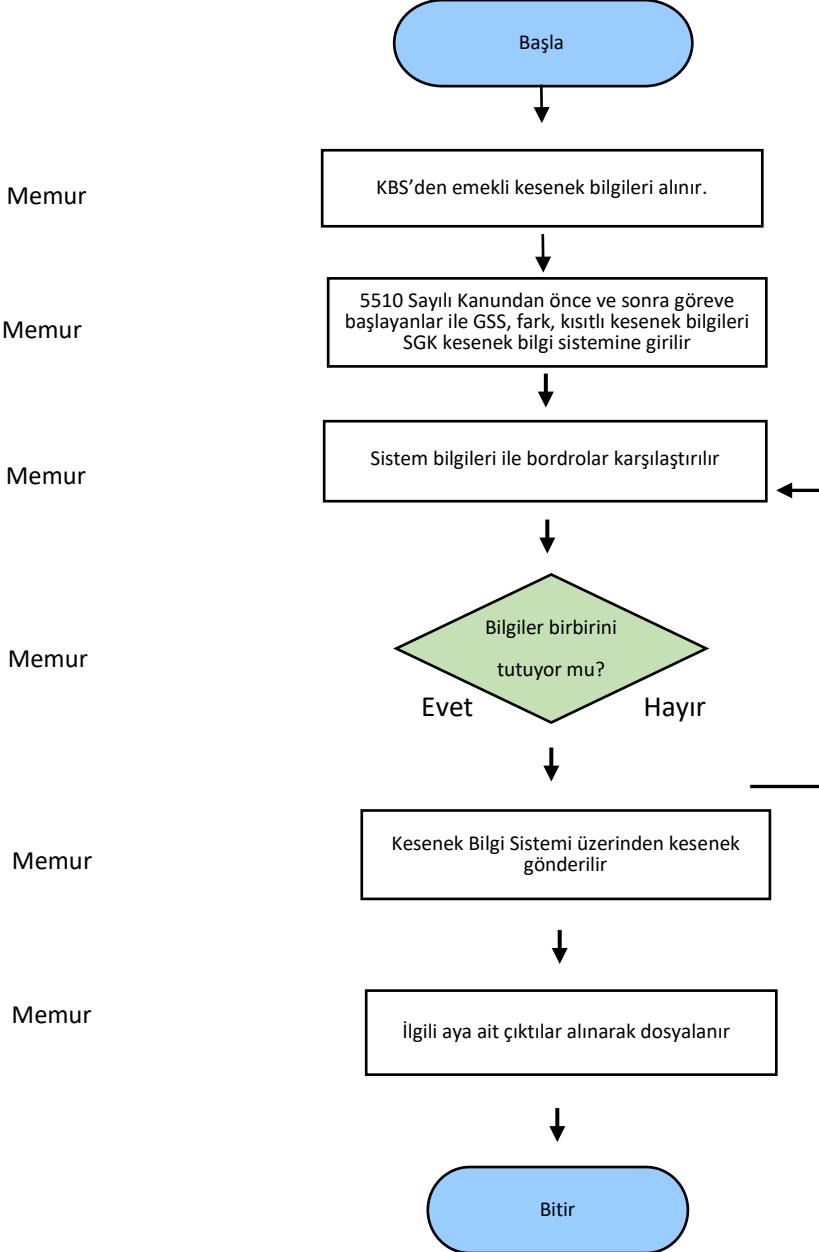 Başla
Memur
KBS’den emekli kesenek bilgileri alınır.
Memur
5510 Sayılı Kanundan önce ve sonra göreve
başlayanlar ile GSS, fark, kısıtlı kesenek bilgileri
SGK kesenek bilgi sistemine girilir
Memur
Sistem bilgileri ile bordrolar karşılaştırılır
Memur
Bilgiler birbirini
tutuyor mu?
Evet
Hayır
Memur
Kesenek Bilgi Sistemi üzerinden kesenek
gönderilir
Memur
İlgili aya ait çıktılar alınarak dosyalanır
Bitir